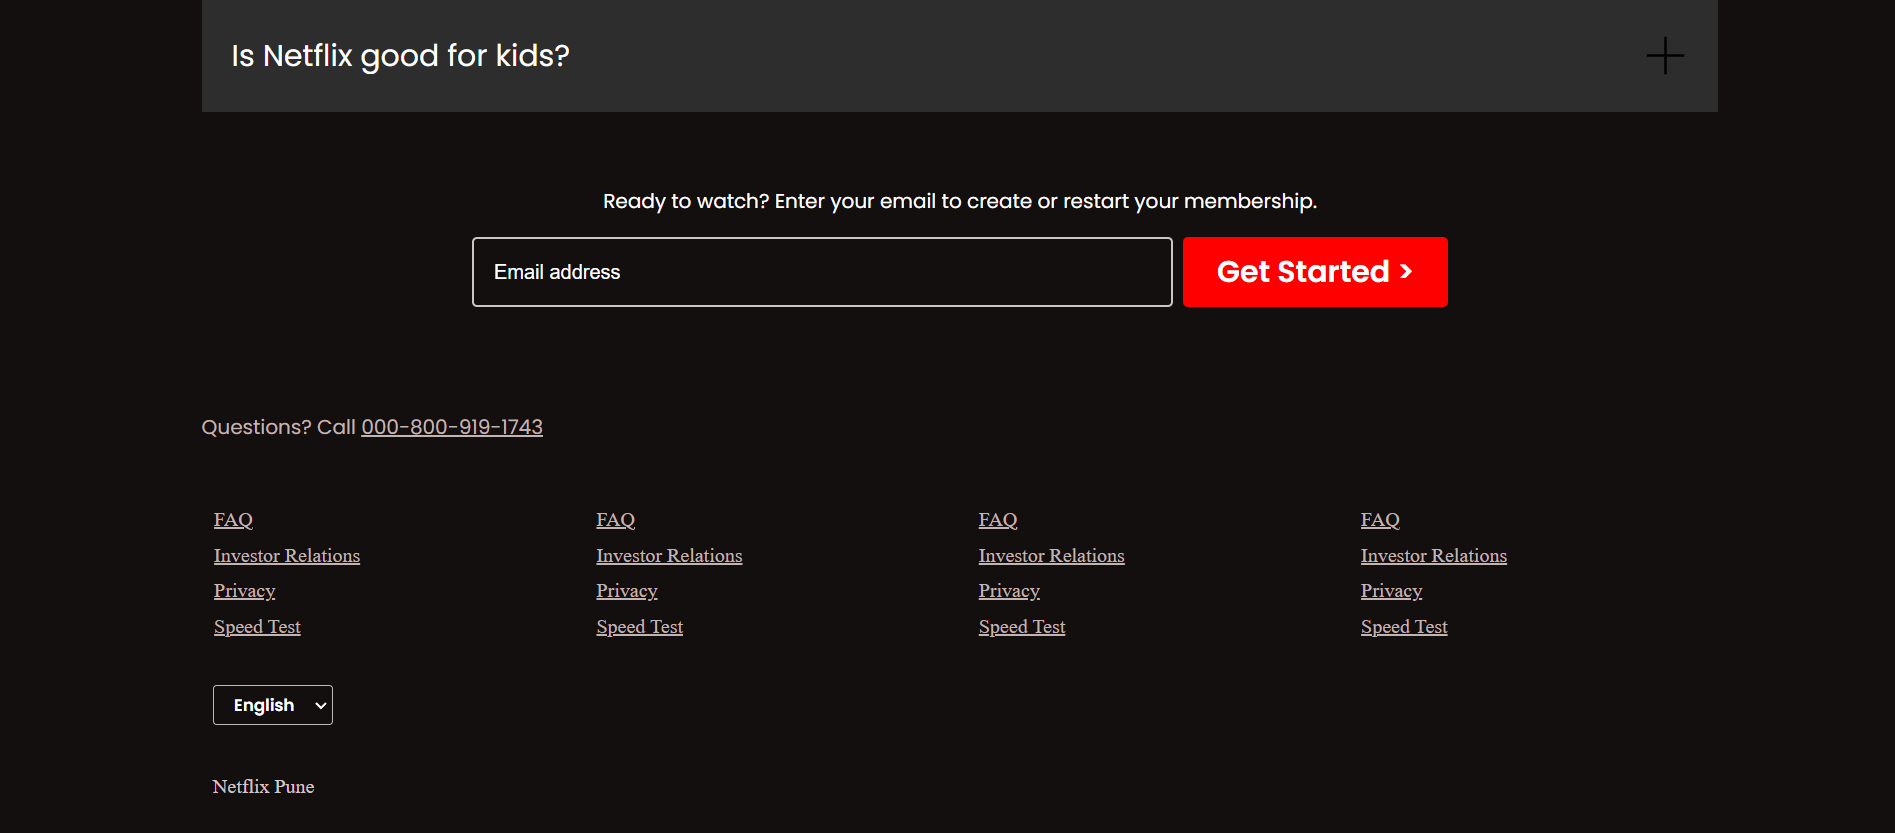 Is Netflix good for kids?
Ready to watch? Enter your email to create or restart your membership.
Email address
Get Started >
Questions? Call 000-800-919-1743
FAQ
Investor Relations
Privacy
Speed Test
FAQ
Investor Relations
Privacy
Speed Test
FAQ
Investor Relations
Privacy
Speed Test
FAQ
Investor Relations
Privacy
Speed Test
English
Netflix Pune